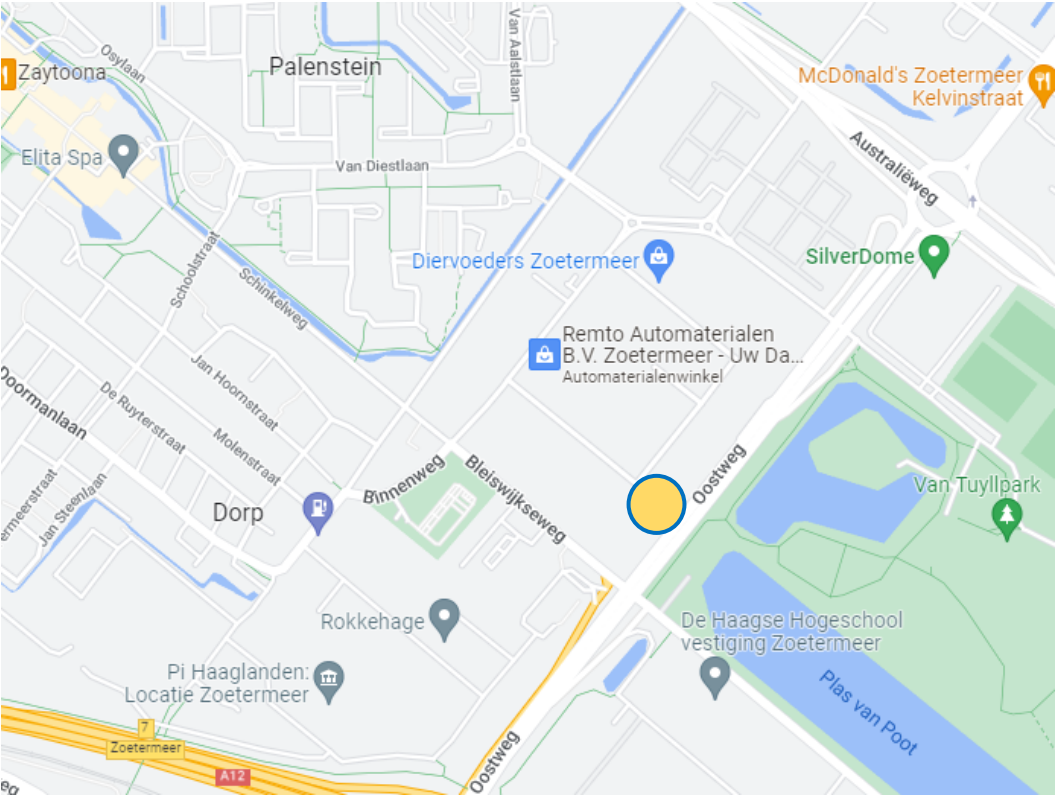 Van Aalstlaan
Osylaan
Palenstein
Zaytoona
McDonald's Zoetermeer
Kelvinstraat
Elita Spa
Van Diestlaan
Australiëweg
Schoolstraat
Diervoeders Zoetermeer
SilverDome
Schinkelweg
Remto Automaterialen
B.V. Zoetermeer - Uw Da...
Automaterialenwinkel
Doormanlaan
Jan Hoornstraat
De Ruyterstraat
Molenstraat
Binnenweg
Bleiswijkseweg
Oostweg
ermeerstraat
Jan Steenlaan
Dorp
Van Tuyllpark
Rokkehage
De Haagse Hogeschool
vestiging Zoetermeer
Pi Haaglanden:
Locatie Zoetermeer
Plas van Poot
7
Zoetermeer
A12
Oostweg
eg